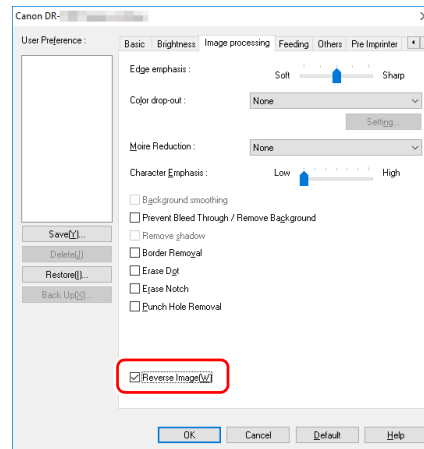 Canon DR-
User Preference :
Basic Brightness Image processing Feeding Others Pre Imprinter
Edge emphasis : Soft Sharp
Color drop-out : None
Setting...
Moire Reduction : None
Character Emphasis : Low High
Background smoothing
Prevent Bleed Through / Remove Background
Remove shadow
Border Removal
Erase Dot
Erase Notch
Punch Hole Removal
Save[Y]...
Delete[J]
Restore[I]...
Back Up[X]...
Reverse Image[W]
OK Cancel Default Help